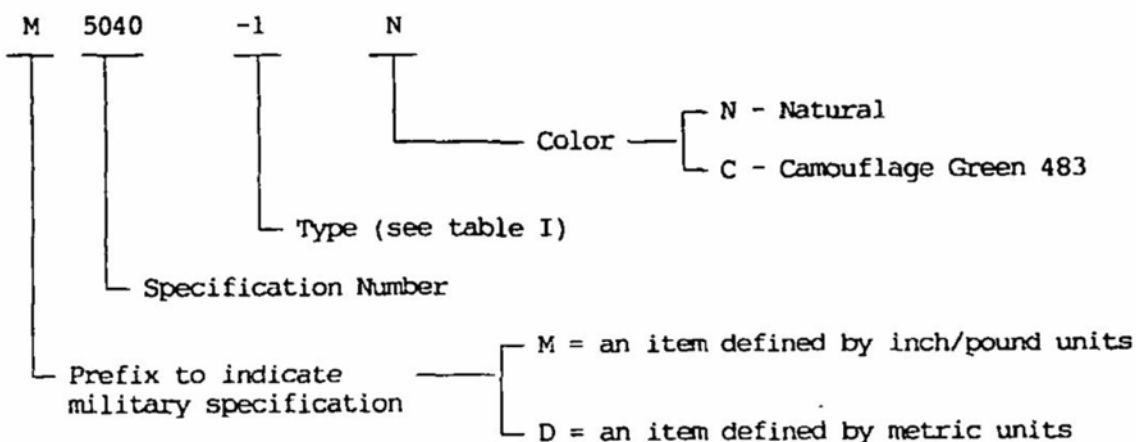 M 5040 -1 N
N - Natural
Color
C - Camouflage Green 483
Type (see table I)
Specification Number
M = an item defined by inch/pound units
Prefix to indicate
military specification
D = an item defined by metric units